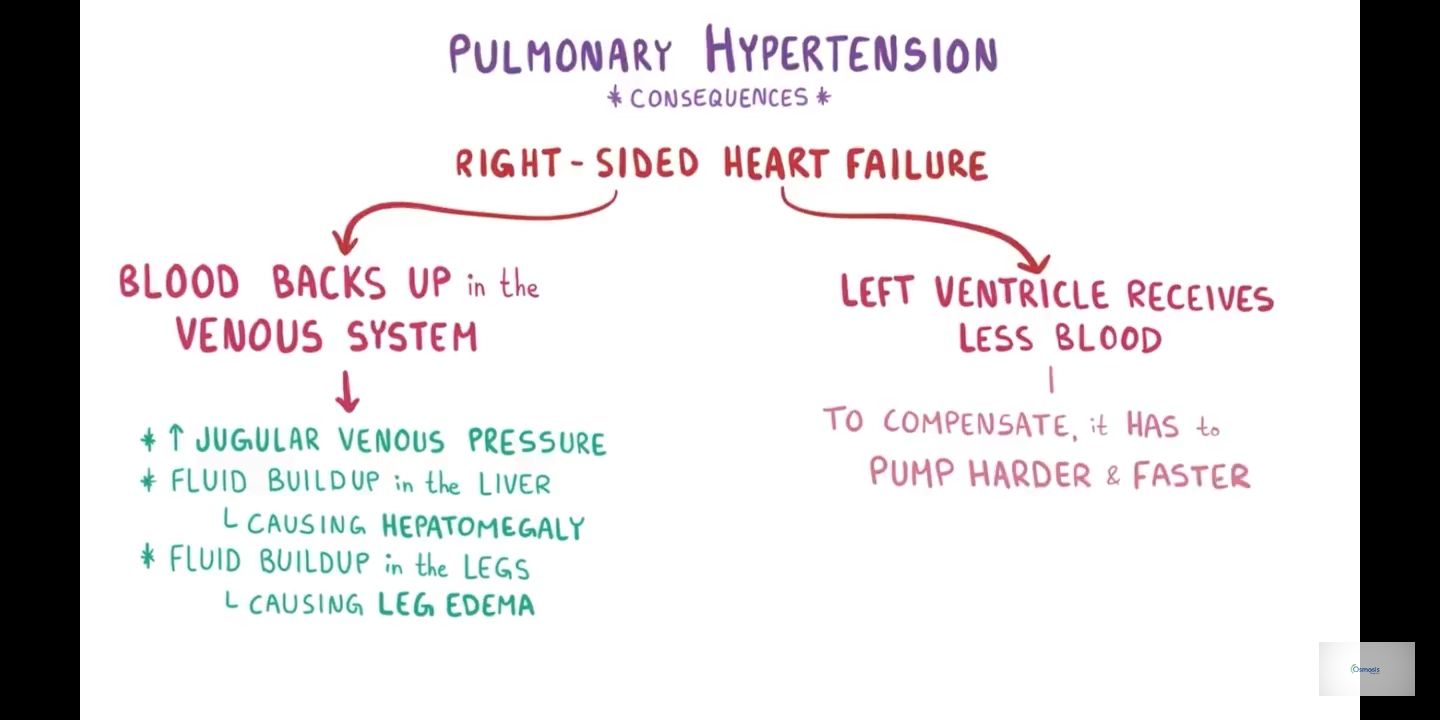 PULMONARY HYPERTENSION
* CONSEQUENCES *
RIGHT-SIDED HEART FAILURE
BLOOD BACKS UP in the
VENOUS SYSTEM
* ↑ JUGULAR VENOUS PRESSURE
* FLUID BUILDUP in the LIVER
└ CAUSING HEPATOMEGALY
* FLUID BUILDUP in the LEGS
└ CAUSING LEG EDEMA
LEFT VENTRICLE RECEIVES
LESS BLOOD
TO COMPENSATE, it HAS to
PUMP HARDER & FASTER
Osmosis